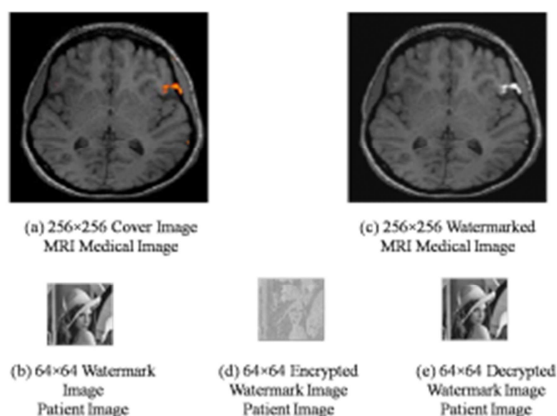 (a) 256×256 Cover Image
MRI Medical Image
(c) 256×256 Watermarked
MRI Medical Image
(b) 64×64 Watermark
Image
Patient Image
(d) 64×64 Encrypted
Watermark Image
Patient Image
(e) 64×64 Decrypted
Watermark Image
Patient Image